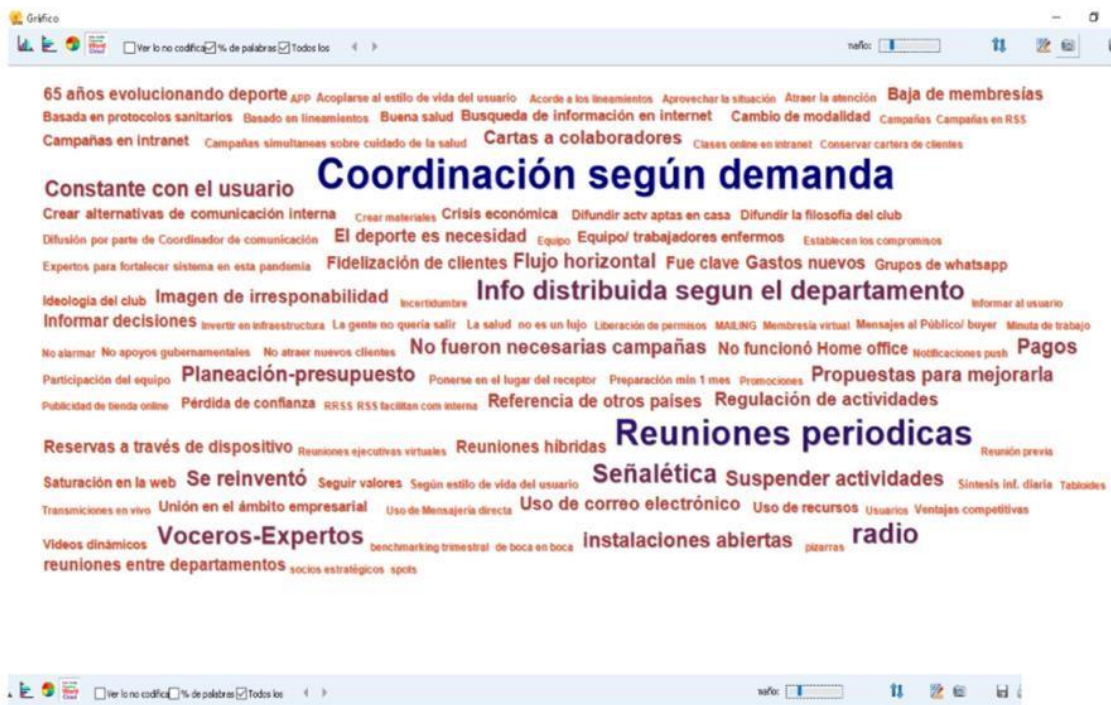 Gráfico
Ver lo no codifica % de palabras Todos los naño:
65 años evolucionando deporte APP Acoplarse al estilo de vida del usuario Acorde a los lineamientos Aprovechar la situación Atraer la atención Baja de membresías
Basada en protocolos sanitarios Basado en lineamientos Buena salud Busqueda de información en internet Cambio de modalidad Campañas Campañas en RSS
Campañas en intranet Campañas simultaneas sobre cuidado de la salud Cartas a colaboradores Clases online en intranet Conservar cartera de clientes
Constante con el usuario Coordinación según demanda
Crear alternativas de comunicación interna Crear materiales Crisis económica Difundir actv aptas en casa Difundir la filosofia del club
Difusión por parte de Coordinador de comunicación El deporte es necesidad Equipo Equipo/ trabajadores enfermos Establecen los compromisos
Expertos para fortalecer sistema en esta pandemia Fidelización de clientes Flujo horizontal Fue clave Gastos nuevos Grupos de whatsapp
Ideologia del club Imagen de irresponabilidad Incertidumbre Info distribuida segun el departamento Informar al usuario
Informar decisiones Invertir en infraestructura La gente no quería salir La salud no es un lujo Liberación de permisos MAILING Membresia virtual Mensajes al Público/ buyer Minuta de trabajo
No alarmar No apoyos gubernamentales No atraer nuevos clientes No fueron necesarias campañas No funcionó Home office Notificaciones push Pagos
Participación del equipo Planeación-presupuesto Ponerse en el lugar del receptor Preparación min 1 mes Promociones Propuestas para mejorarla
Publicidad de tienda online Pérdida de confianza RRSS RSS facilitan com interna Referencia de otros paises Regulación de actividades
Reservas a través de dispositivo Reuniones ejecutivas virtuales Reuniones híbridas Reuniones periodicas Reunión previa
Saturación en la web Se reinventó Seguir valores Según estilo de vida del usuario Señalética Suspender actividades Sintesis inf. diaria Tabloides
Transmiciones en vivo Unión en el ámbito empresarial Uso de Mensajería directa Uso de correo electrónico Uso de recursos Usuarios Ventajas competitivas
Videos dinámicos Voceros-Expertos benchmarking trimestral de boca en boca instalaciones abiertas pizarras radio
reuniones entre departamentos socios estratégicos spots
Ver lo no codifica % de palabras Todos los naño: